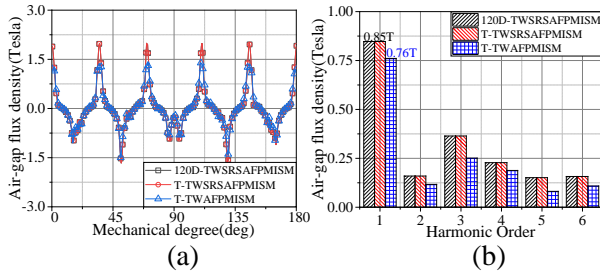 Air-gap flux density(Tesla)
3.0
(a)
1.5
0.0
-1.5
-3.0
120D-TWSRSAFPMISM
T-TWSRSAFPMISM
T-TWAFPMISM
0 45 90 135 180
Mechanical degree(deg)
(a)
Air-gap flux density(Tesla)
1.00
(b)
0.75
0.50
0.25
0.00
0.85T
0.76T
120D-TWSRSAFPMISM
T-TWSRSAFPMISM
T-TWAFPMISM
1 2 3 4 5 6
Harmonic Order
(b)